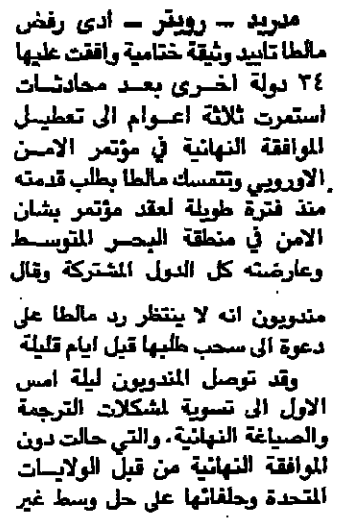 مدريد — رويتر — أدى رفض
مالطا تاييد وثيقة ختامية وافقت عليها
٣٤ دولة اخرى بعد محادثات
استمرت ثلاثة اعوام الى تعطيل
الموافقة النهائية في مؤتمر الامن
الاوروبي وتتمسك مالطا بطلب قدمته
منذ فترة طويلة لعقد مؤتمر بشان
الامن في منطقة البحر المتوسط
وعارضته كل الدول المشتركة وقال
مندوبون انه لا ينتظر رد مالطا على
دعوة الى سحب طلبها قبل ايام قليلة
وقد توصل المندوبون ليلة امس
الاول الى تسوية لمشكلات الترجمة
والصياغة النهائية، والتي حالت دون
الموافقة النهائية من قبل الولايات
المتحدة وحلفائها على حل وسط غير